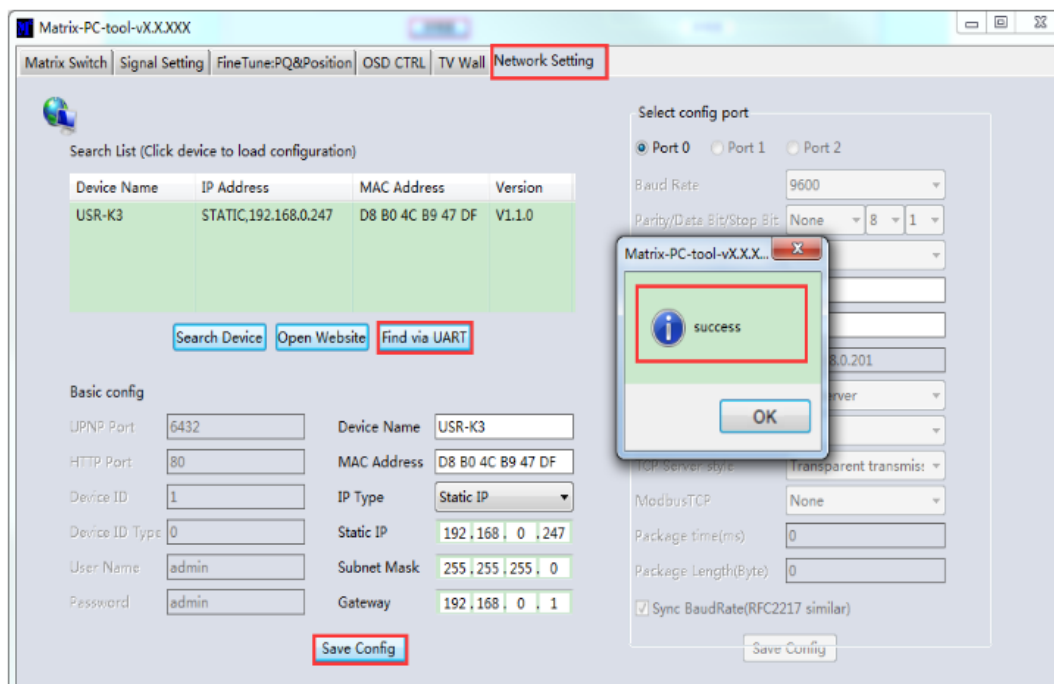 Matrix-PC-tool-vX.X.XXX
Matrix Switch Signal Setting FineTune:PQ&Position OSD CTRL TV Wall Network Setting
Search List (Click device to load configuration)
Device Name IP Address MAC Address Version
USR-K3 STATIC,192.168.0.247 D8 B0 4C B9 47 DF V1.1.0
Search Device Open Website Find via UART
Basic config
UPNP Port 6432 Device Name USR-K3
HTTP Port 80 MAC Address D8 B0 4C B9 47 DF
Device ID 1 IP Type Static IP
Device ID Type 0 Static IP 192.168.0.247
User Name admin Subnet Mask 255.255.255.0
Password admin Gateway 192.168.0.1
Save Config
Select config port
Port 0 Port 1 Port 2
Baud Rate 9600
Parity/Data Bit/Stop Bit None 8 1
Matrix-PC-tool-vX.X.X...
success
OK
8.0.201
erver
TCP Server style Transparent transmis:
ModbusTCP None
Package time(ms) 0
Package Length(Byte) 0
Sync BaudRate(RFC2217 similar)
Save Config